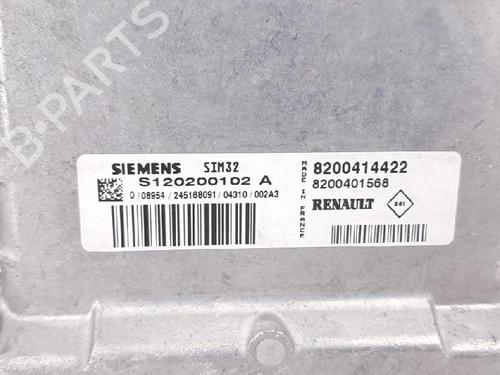 B-PARTS
SIEMENS SIM32
S120200102 A
0/08954/245168091/04310/002A3
MADE IN FRANCE
8200414422
8200401568
RENAULT